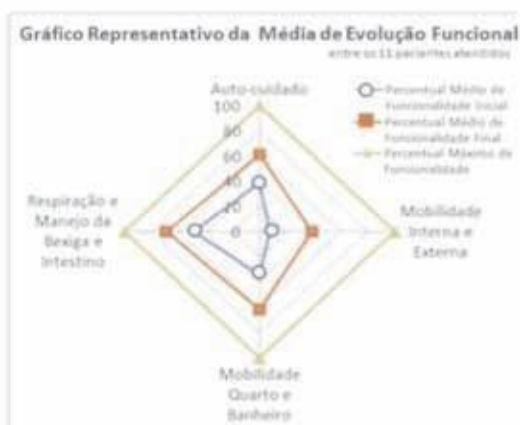 Gráfico Representativo da Média de Evolução Funcional
entre os 11 pacientes atendidos
Auto-cuidado
Percentual Médio de
Funcionalidade Inicial
Percentual Médio de
Funcionalidade Final
Percentual Máximo de
Funcionalidade
100
80
60
40
20
0
Respiração e
Manejo da
Bexiga e
Intestino
Mobilidade
Interna e
Externa
Mobilidade
Quarto e
Banheiro